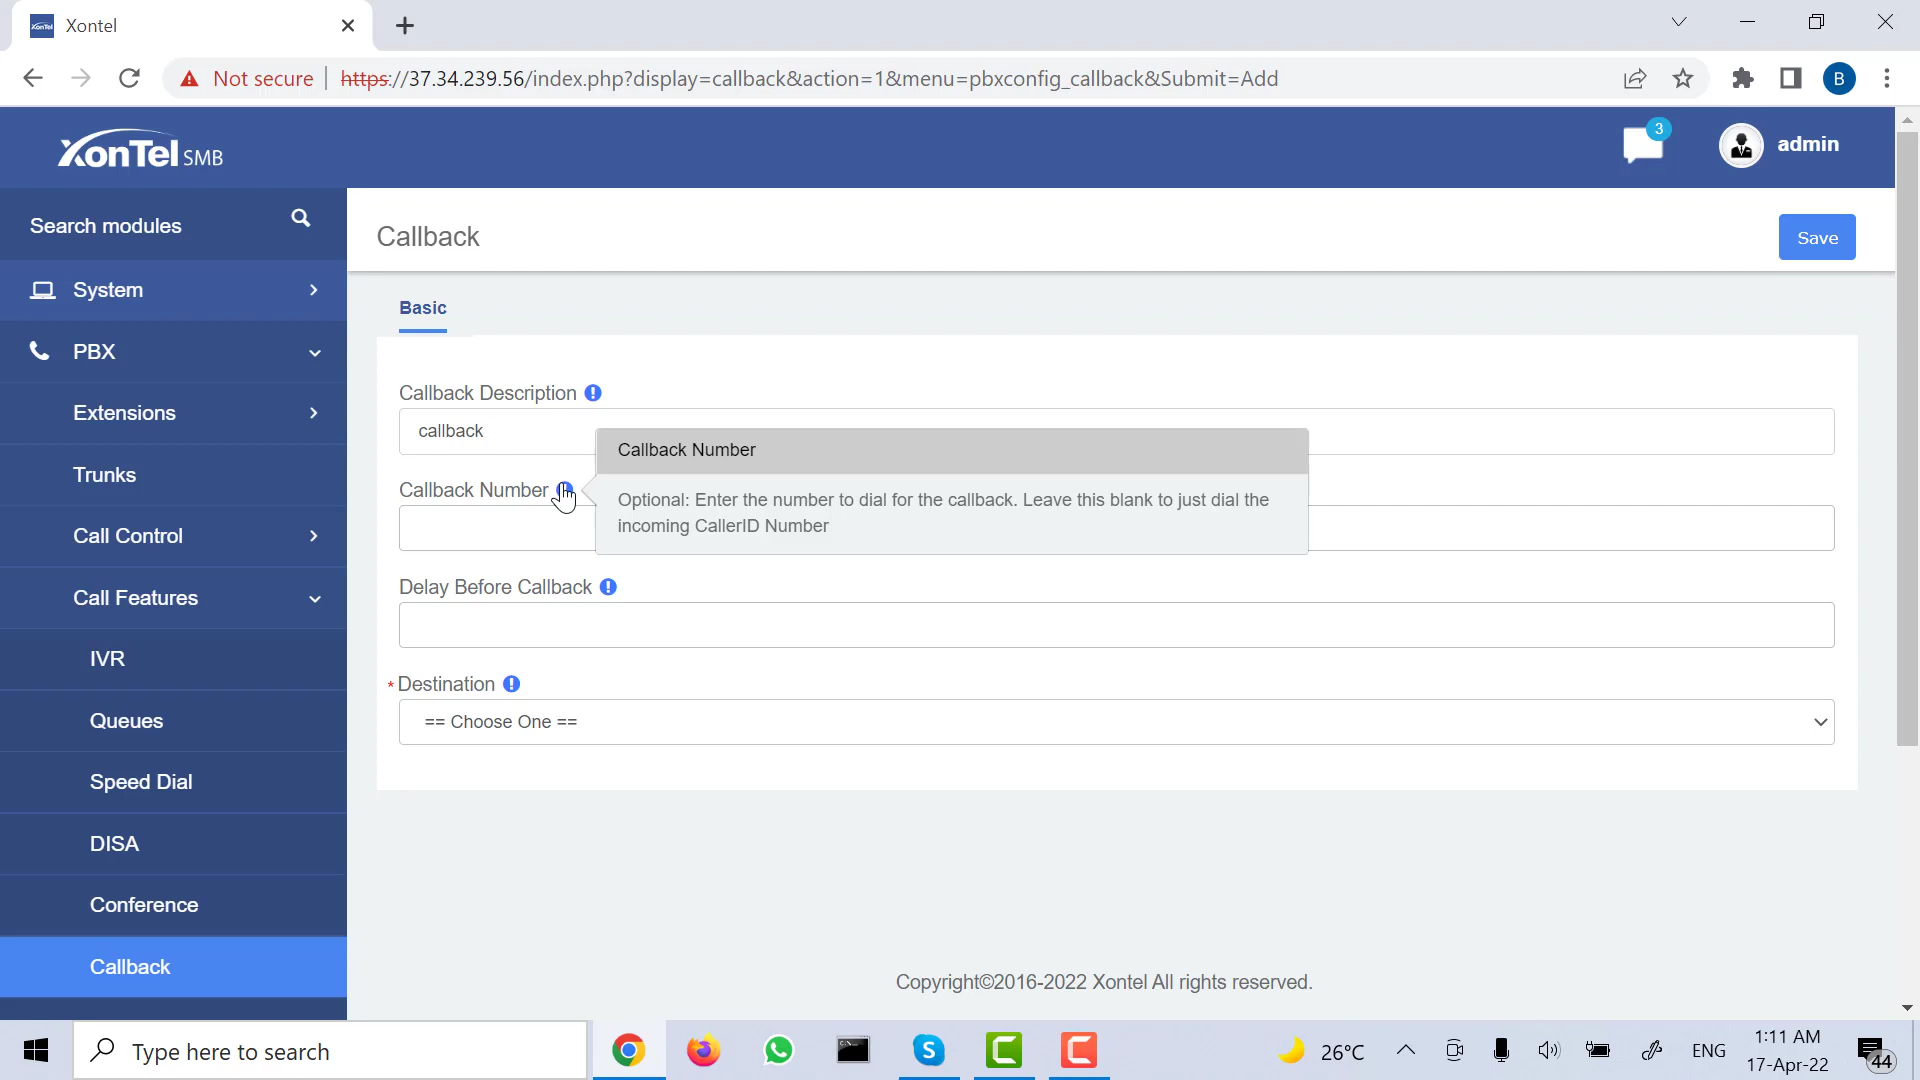 Xontel
Not secure
https://37.34.239.56/index.php?display=callback&action=1&menu=pbxconfig_callback&Submit=Add
B
XonTel SMB
3
admin
Search modules
Callback
Save
System
PBX
Extensions
Trunks
Call Control
Call Features
IVR
Queues
Speed Dial
DISA
Conference
Callback
Basic
Callback Description
callback
Callback Number
Callback Number
Optional: Enter the number to dial for the callback. Leave this blank to just dial the
incoming CallerID Number
Delay Before Callback
* Destination
== Choose One ==
Copyright©2016-2022 Xontel All rights reserved.
Type here to search
26°C
ENG
1:11 AM
17-Apr-22
44